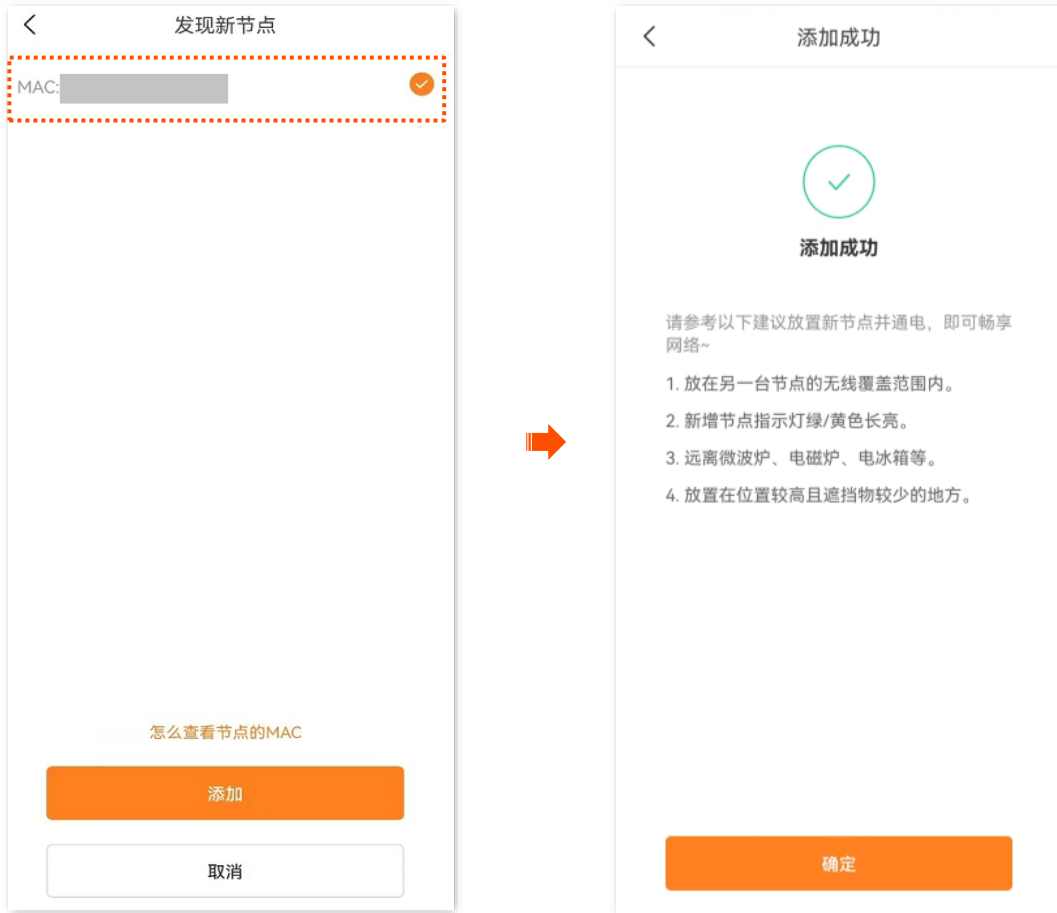 发现新节点
MAC:
怎么查看节点的MAC
添加
取消
添加成功
添加成功
请参考以下建议放置新节点并通电，即可畅享
网络~
1. 放在另一台节点的无线覆盖范围内。
2. 新增节点指示灯绿/黄色长亮。
3. 远离微波炉、电磁炉、电冰箱等。
4. 放置在位置较高且遮挡物较少的地方。
确定